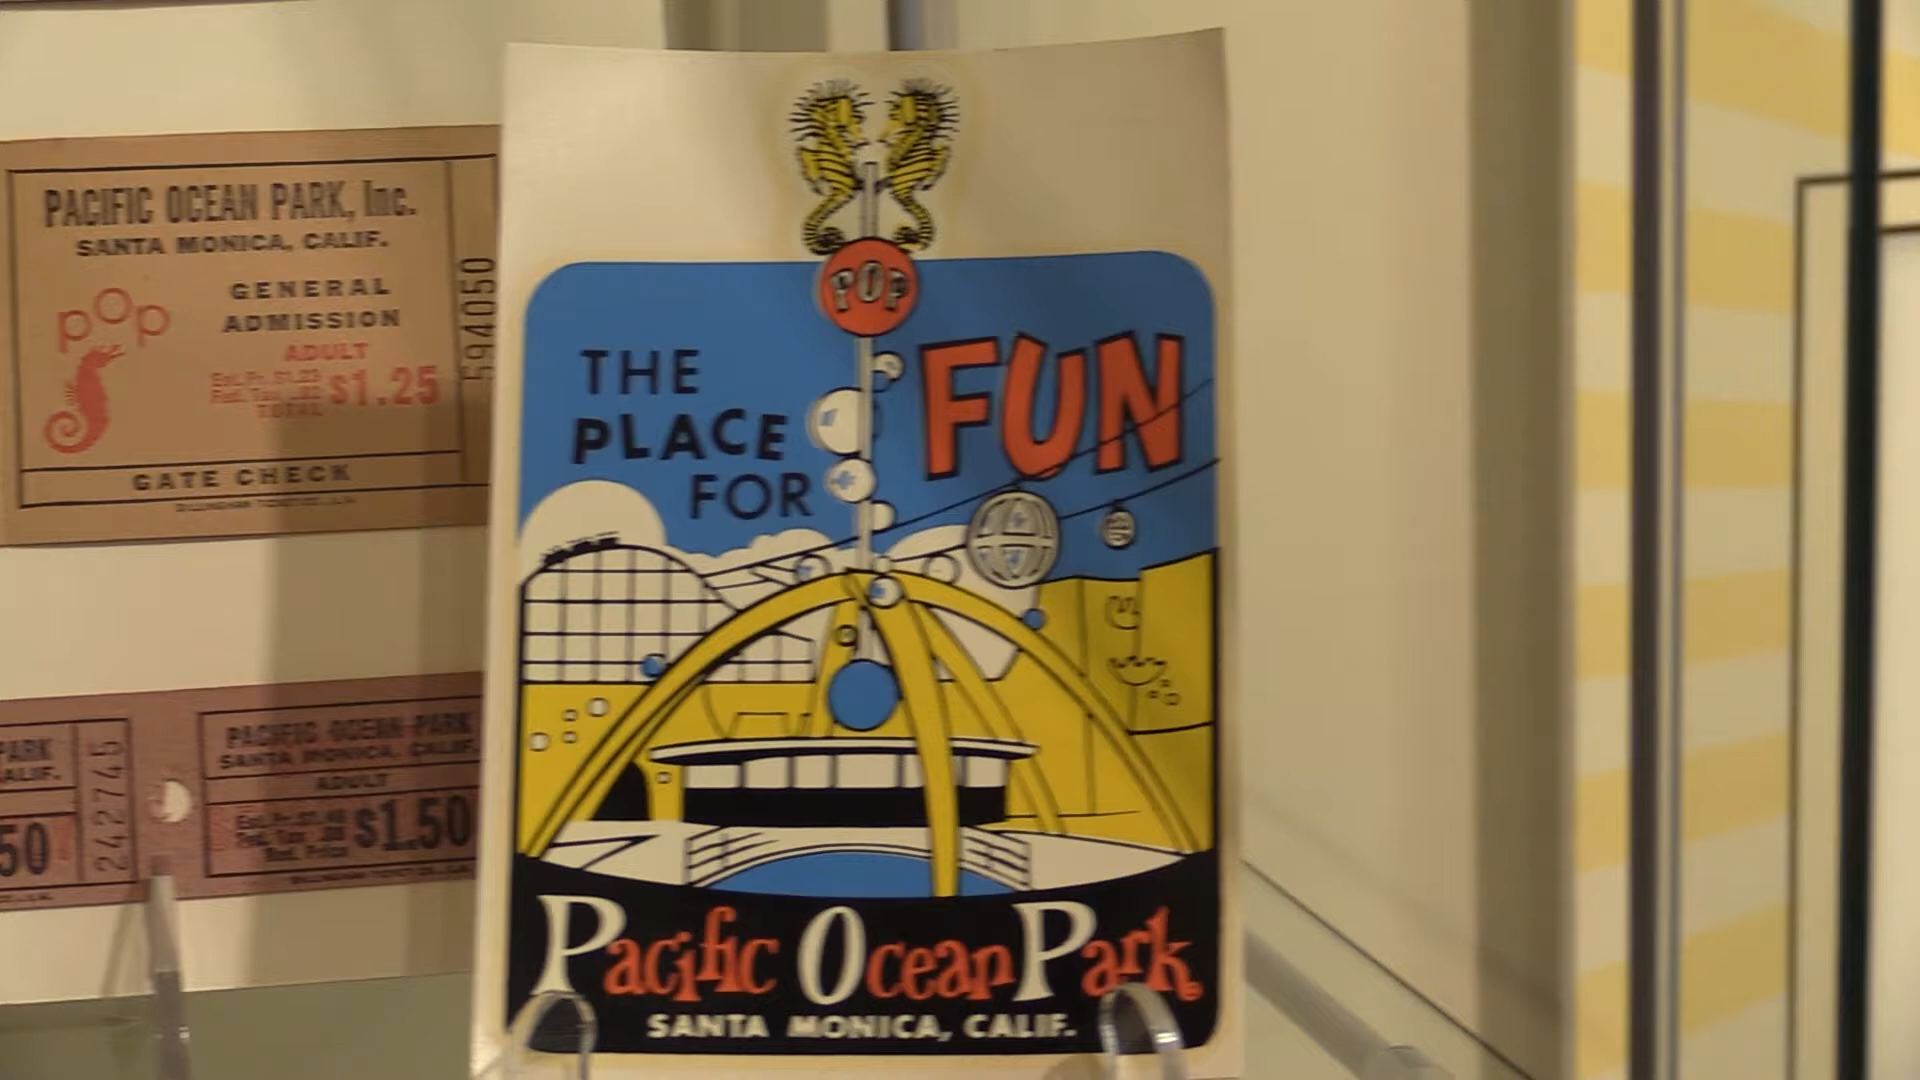 PACIFIC OCEAN PARK, Inc.
SANTA MONICA, CALIF.
pop
GENERAL
ADMISSION
ADULT
$1.25
TOTAL
GATE CHECK
594050
PARK
ALIF.
50
242745
PACIFIC OCEAN PARK
SANTA MONICA, CALIF.
ADULT
$1.50
POP
THE
PLACE
FOR
FUN
Pacific Ocean Park
SANTA MONICA, CALIF.